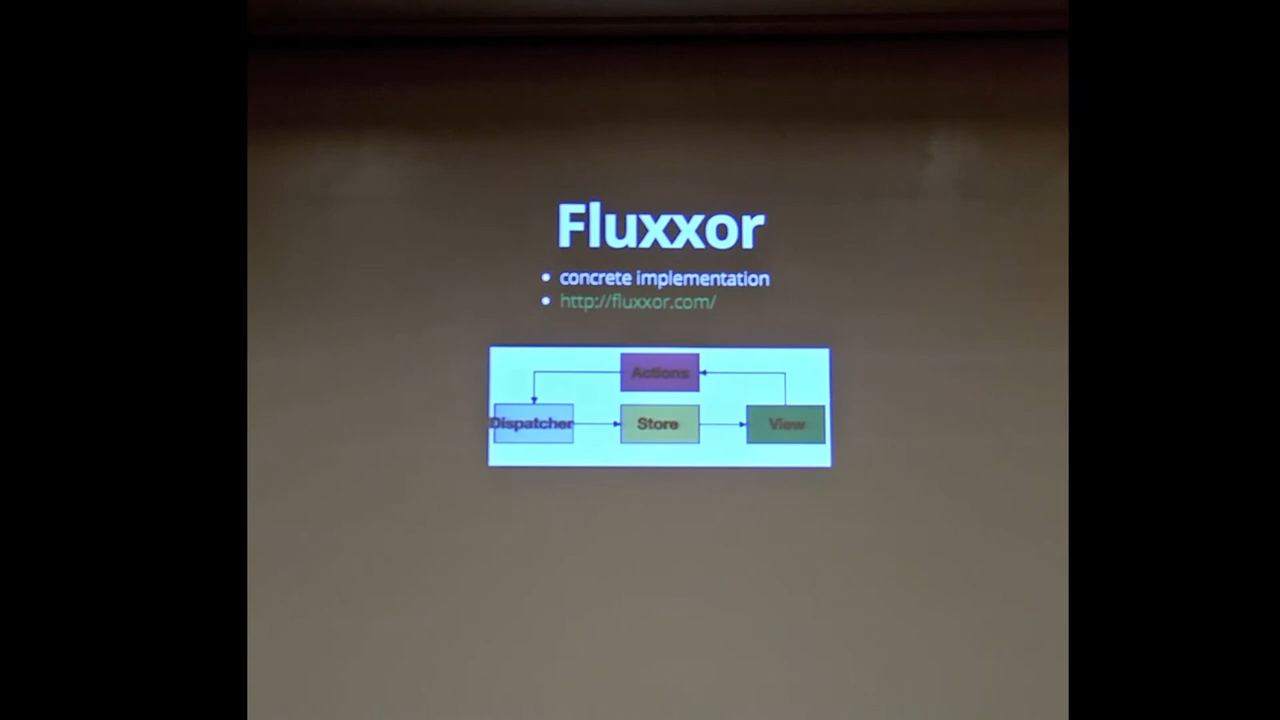 Fluxxor
concrete implementation
http://fluxxor.com/
Actions
Dispatcher
Store
View